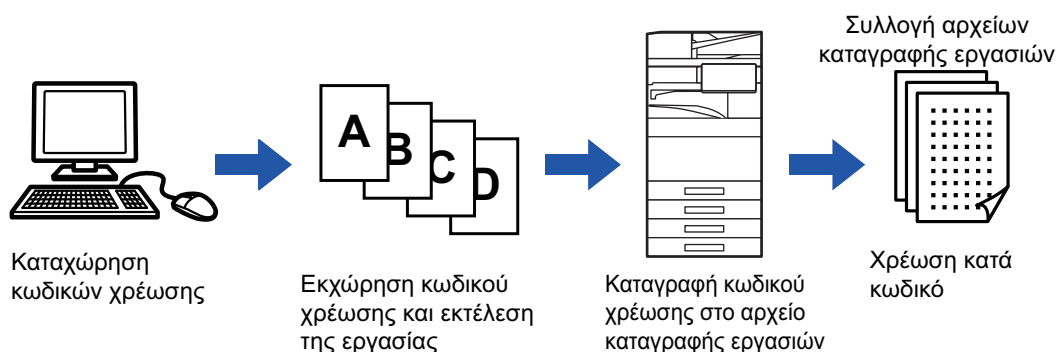 Συλλογή αρχείων
καταγραφής εργασιών
A
B
C
D
Καταχώρηση
κωδικών χρέωσης
Εκχώρηση κωδικού
χρέωσης και εκτέλεση
της εργασίας
Καταγραφή κωδικού
χρέωσης στο αρχείο
καταγραφής εργασιών
Χρέωση κατά
κωδικό